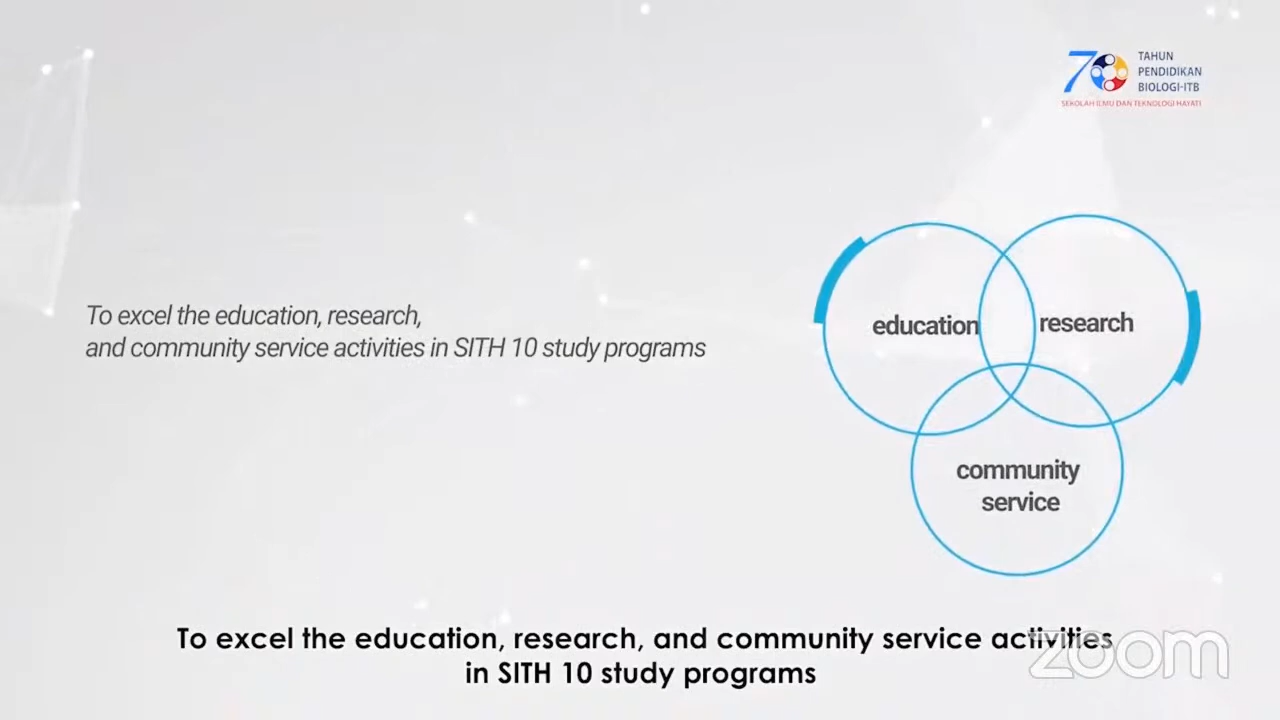 70 TAHUN
PENDIDIKAN
BIOLOGI-ITB
SEKOLAH ILMU DAN TEKNOLOGI HAYATI
To excel the education, research,
and community service activities in SITH 10 study programs
education
research
community
service
To excel the education, research, and community service activities
in SITH 10 study programs
zoom